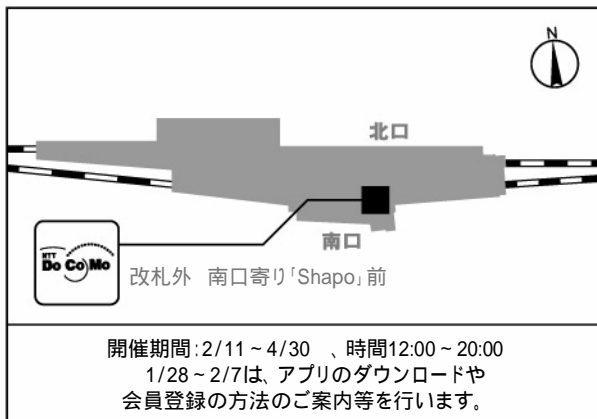 N
北口
南口
NTT
DoCoMo
改札外 南口寄り「Shapo」前
開催期間：2/11～4/30 、時間12:00～20:00
1/28～2/7は、アプリのダウンロードや
会員登録の方法のご案内等を行います。